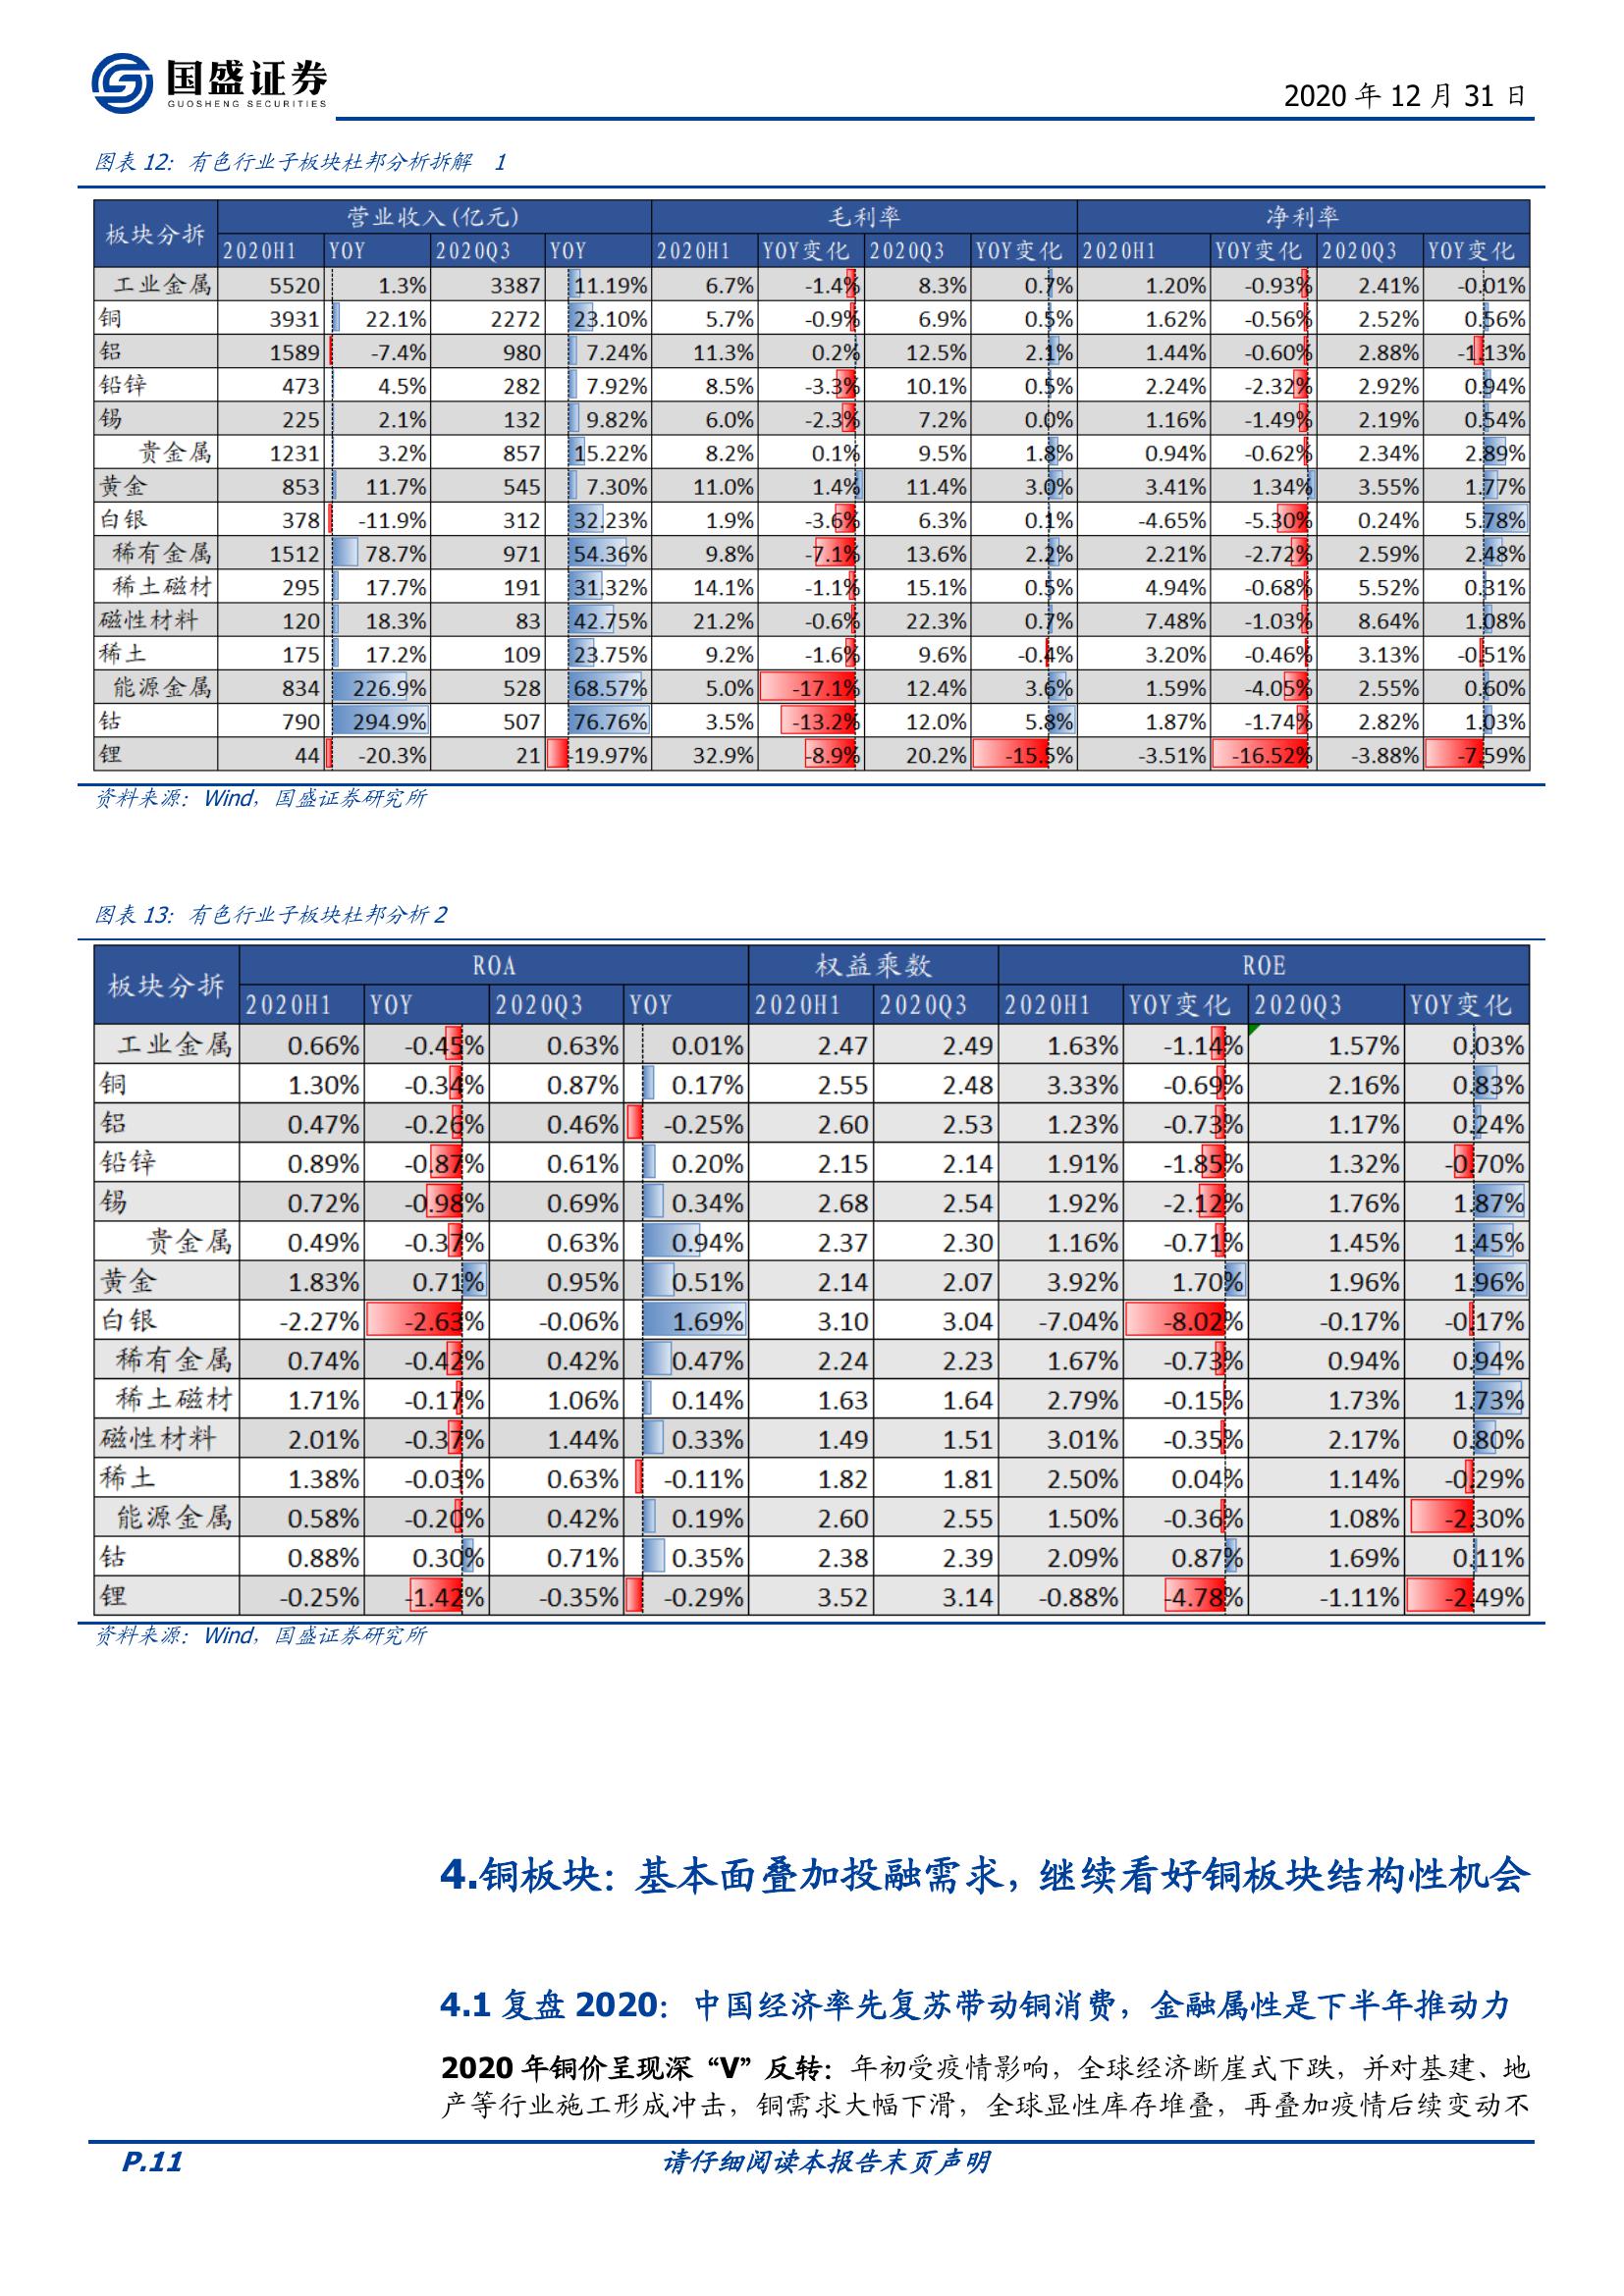 国盛证券
GUOSHENG SECURITIES
2020 年 12 月 31 日
图表 12：有色行业子板块杜邦分析拆解 1
板块分拆 营业收入(亿元) 毛利率 净利率
2020H1 YOY 2020Q3 YOY 2020H1 YOY变化 2020Q3 YOY变化 2020H1 YOY变化 2020Q3 YOY变化
工业金属 5520 1.3% 3387 11.19% 6.7% -1.4% 8.3% 0.7% 1.20% -0.93% 2.41% -0.01%
铜 3931 22.1% 2272 23.10% 5.7% -0.9% 6.9% 0.5% 1.62% -0.56% 2.52% 0.56%
铝 1589 -7.4% 980 7.24% 11.3% 0.2% 12.5% 2.1% 1.44% -0.60% 2.88% -1.13%
铅锌 473 4.5% 282 7.92% 8.5% -3.3% 10.1% 0.5% 2.24% -2.32% 2.92% 0.94%
锡 225 2.1% 132 9.82% 6.0% -2.3% 7.2% 0.0% 1.16% -1.49% 2.19% 0.54%
贵金属 1231 3.2% 857 15.22% 8.2% 0.1% 9.5% 1.8% 0.94% -0.62% 2.34% 2.89%
黄金 853 11.7% 545 7.30% 11.0% 1.4% 11.4% 3.0% 3.41% 1.34% 3.55% 1.77%
白银 378 -11.9% 312 32.23% 1.9% -3.6% 6.3% 0.1% -4.65% -5.30% 0.24% 5.78%
稀有金属 1512 78.7% 971 54.36% 9.8% -7.1% 13.6% 2.2% 2.21% -2.72% 2.59% 2.48%
稀土磁材 295 17.7% 191 31.32% 14.1% -1.1% 15.1% 0.5% 4.94% -0.68% 5.52% 0.31%
磁性材料 120 18.3% 83 42.75% 21.2% -0.6% 22.3% 0.7% 7.48% -1.03% 8.64% 1.08%
稀土 175 17.2% 109 23.75% 9.2% -1.6% 9.6% -0.4% 3.20% -0.46% 3.13% -0.51%
能源金属 834 226.9% 528 68.57% 5.0% -17.1% 12.4% 3.6% 1.59% -4.05% 2.55% 0.60%
钴 790 294.9% 507 76.76% 3.5% -13.2% 12.0% 5.8% 1.87% -1.74% 2.82% 1.03%
锂 44 -20.3% 21 -19.97% 32.9% -8.9% 20.2% -15.5% -3.51% -16.52% -3.88% -7.59%
资料来源：Wind，国盛证券研究所
图表 13：有色行业子板块杜邦分析 2
板块分拆 ROA 权益乘数 ROE
2020H1 YOY 2020Q3 YOY 2020H1 2020Q3 2020H1 YOY变化 2020Q3 YOY变化
工业金属 0.66% -0.45% 0.63% 0.01% 2.47 2.49 1.63% -1.14% 1.57% 0.03%
铜 1.30% -0.34% 0.87% 0.17% 2.55 2.48 3.33% -0.69% 2.16% 0.83%
铝 0.47% -0.26% 0.46% -0.25% 2.60 2.53 1.23% -0.73% 1.17% 0.24%
铅锌 0.89% -0.87% 0.61% 0.20% 2.15 2.14 1.91% -1.85% 1.32% -0.70%
锡 0.72% -0.98% 0.69% 0.34% 2.68 2.54 1.92% -2.12% 1.76% 1.87%
贵金属 0.49% -0.37% 0.63% 0.94% 2.37 2.30 1.16% -0.71% 1.45% 1.45%
黄金 1.83% 0.71% 0.95% 0.51% 2.14 2.07 3.92% 1.70% 1.96% 1.96%
白银 -2.27% -2.63% -0.06% 1.69% 3.10 3.04 -7.04% -8.02% -0.17% -0.17%
稀有金属 0.74% -0.42% 0.42% 0.47% 2.24 2.23 1.67% -0.73% 0.94% 0.94%
稀土磁材 1.71% -0.17% 1.06% 0.14% 1.63 1.64 2.79% -0.15% 1.73% 1.73%
磁性材料 2.01% -0.37% 1.44% 0.33% 1.49 1.51 3.01% -0.35% 2.17% 0.80%
稀土 1.38% -0.03% 0.63% -0.11% 1.82 1.81 2.50% 0.04% 1.14% -0.29%
能源金属 0.58% -0.20% 0.42% 0.19% 2.60 2.55 1.50% -0.36% 1.08% -2.30%
钴 0.88% 0.30% 0.71% 0.35% 2.38 2.39 2.09% 0.87% 1.69% 0.11%
锂 -0.25% -1.42% -0.35% -0.29% 3.52 3.14 -0.88% -4.78% -1.11% -2.49%
资料来源：Wind，国盛证券研究所
4.铜板块：基本面叠加投融需求，继续看好铜板块结构性机会
4.1 复盘 2020：中国经济率先复苏带动铜消费，金融属性是下半年推动力
2020 年铜价呈现深“V”反转：年初受疫情影响，全球经济断崖式下跌，并对基建、地
产等行业施工形成冲击，铜需求大幅下滑，全球显性库存堆叠，再叠加疫情后续变动不
P.11 请仔细阅读本报告末页声明